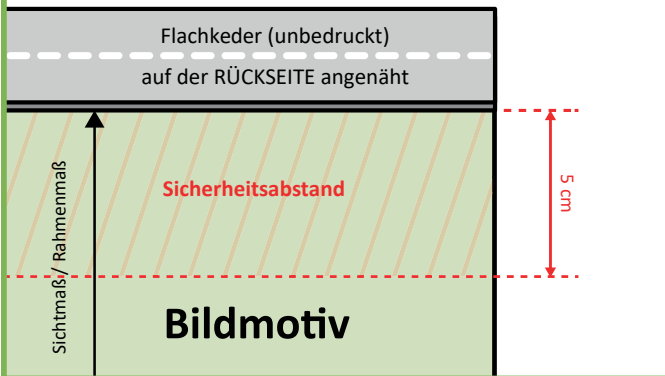 Flachkeder (unbedruckt)
auf der RÜCKSEITE angenäht
Sicherheitsabstand
5 cm
Sichtmaß/ Rahmenmaß
Bildmotiv